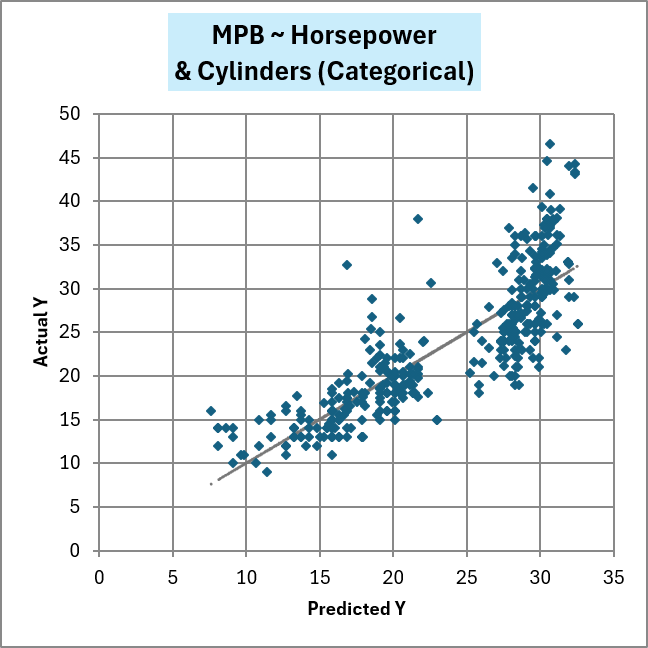 MPB ~ Horsepower
& Cylinders (Categorical)
50
45
40
35
30
25
20
15
10
5
0
Actual Y
0 5 10 15 20 25 30 35
Predicted Y